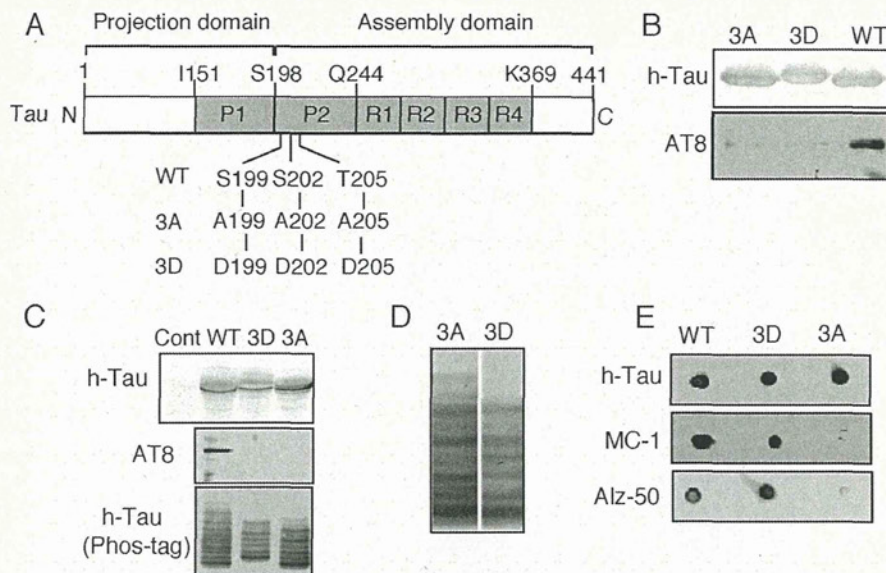 A
Projection domain
Assembly domain
1
I151
S198
Q244
K369
441
Tau N
P1
P2
R1
R2
R3
R4
C
WT
S199
S202
T205
3A
A199
A202
A205
3D
D199
D202
D205
B
3A
3D
WT
h-Tau
AT8
C
Cont WT 3D 3A
h-Tau
AT8
h-Tau
(Phos-tag)
D
3A
3D
E
WT
3D
3A
h-Tau
MC-1
Alz-50